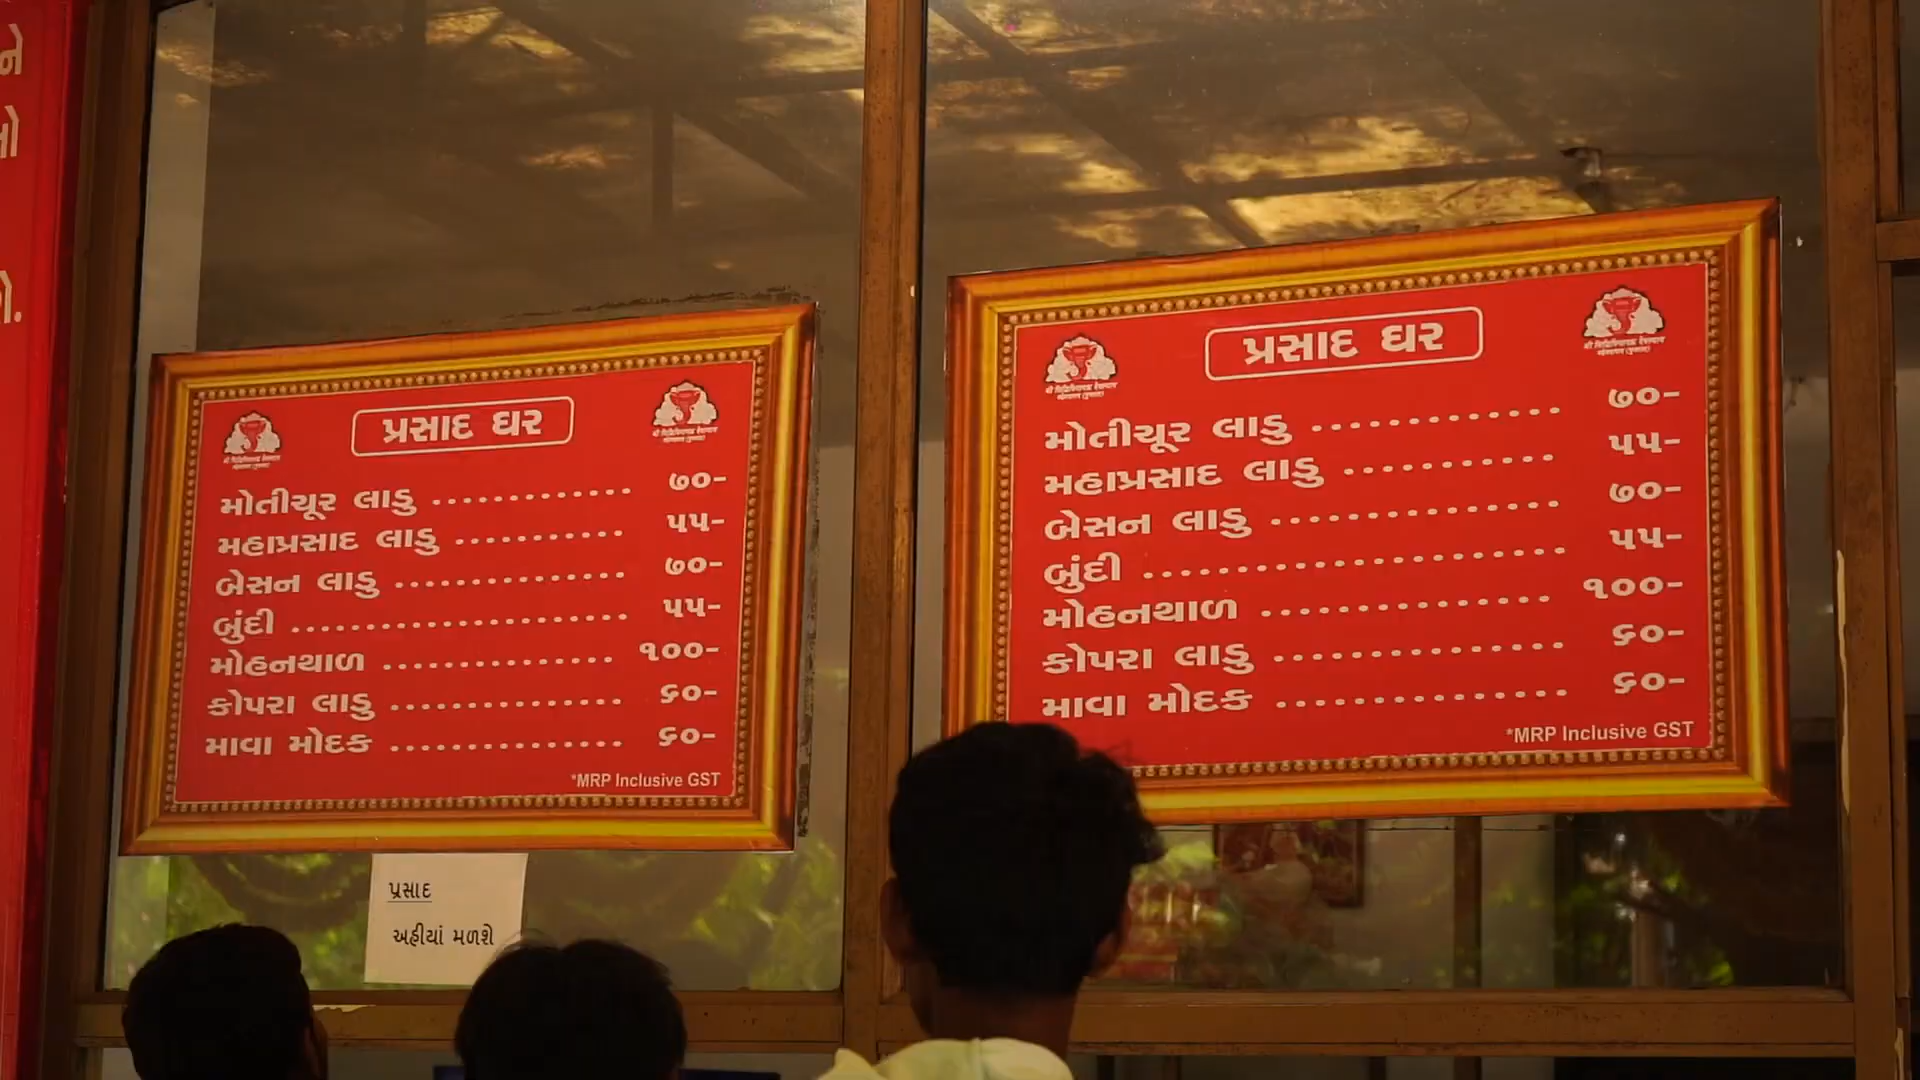 પ્રસાદ ઘર
મોતીચૂર લાડુ ............. ૭૦-
મહાપ્રસાદ લાડુ ........... ૫૫-
બેસન લાડુ .............. ૭૦-
બુંદી ..................... ૫૫-
મોહનથાળ .............. ૧૦૦-
કોપરા લાડુ .............. ૬૦-
માવા મોદક .............. ૬૦-
*MRP Inclusive GST
પ્રસાદ
અહીયાં મળશે
પ્રસાદ ઘર
મોતીચૂર લાડુ ............. ૭૦-
મહાપ્રસાદ લાડુ ........... ૫૫-
બેસન લાડુ .............. ૭૦-
બુંદી ..................... ૫૫-
મોહનથાળ .............. ૧૦૦-
કોપરા લાડુ .............. ૬૦-
માવા મોદક .............. ૬૦-
*MRP Inclusive GST